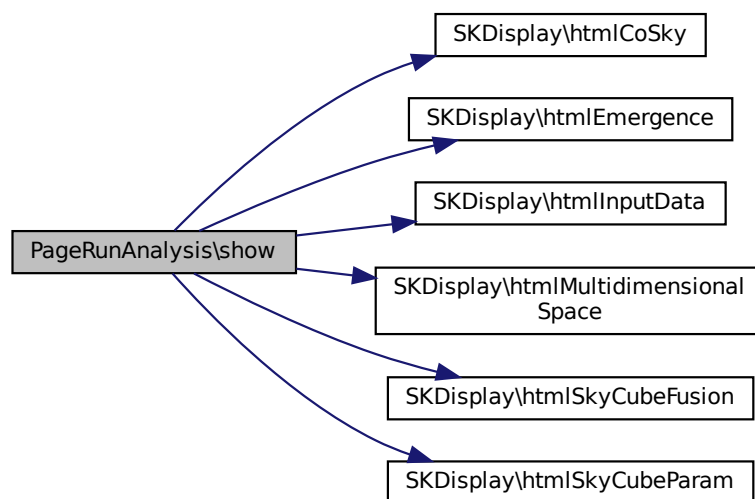 SKDisplay\htmlCoSky
SKDisplay\htmlEmergence
SKDisplay\htmlInputData
PageRunAnalysis\show
SKDisplay\htmlMultidimensional
Space
SKDisplay\htmlSkyCubeFusion
SKDisplay\htmlSkyCubeParam